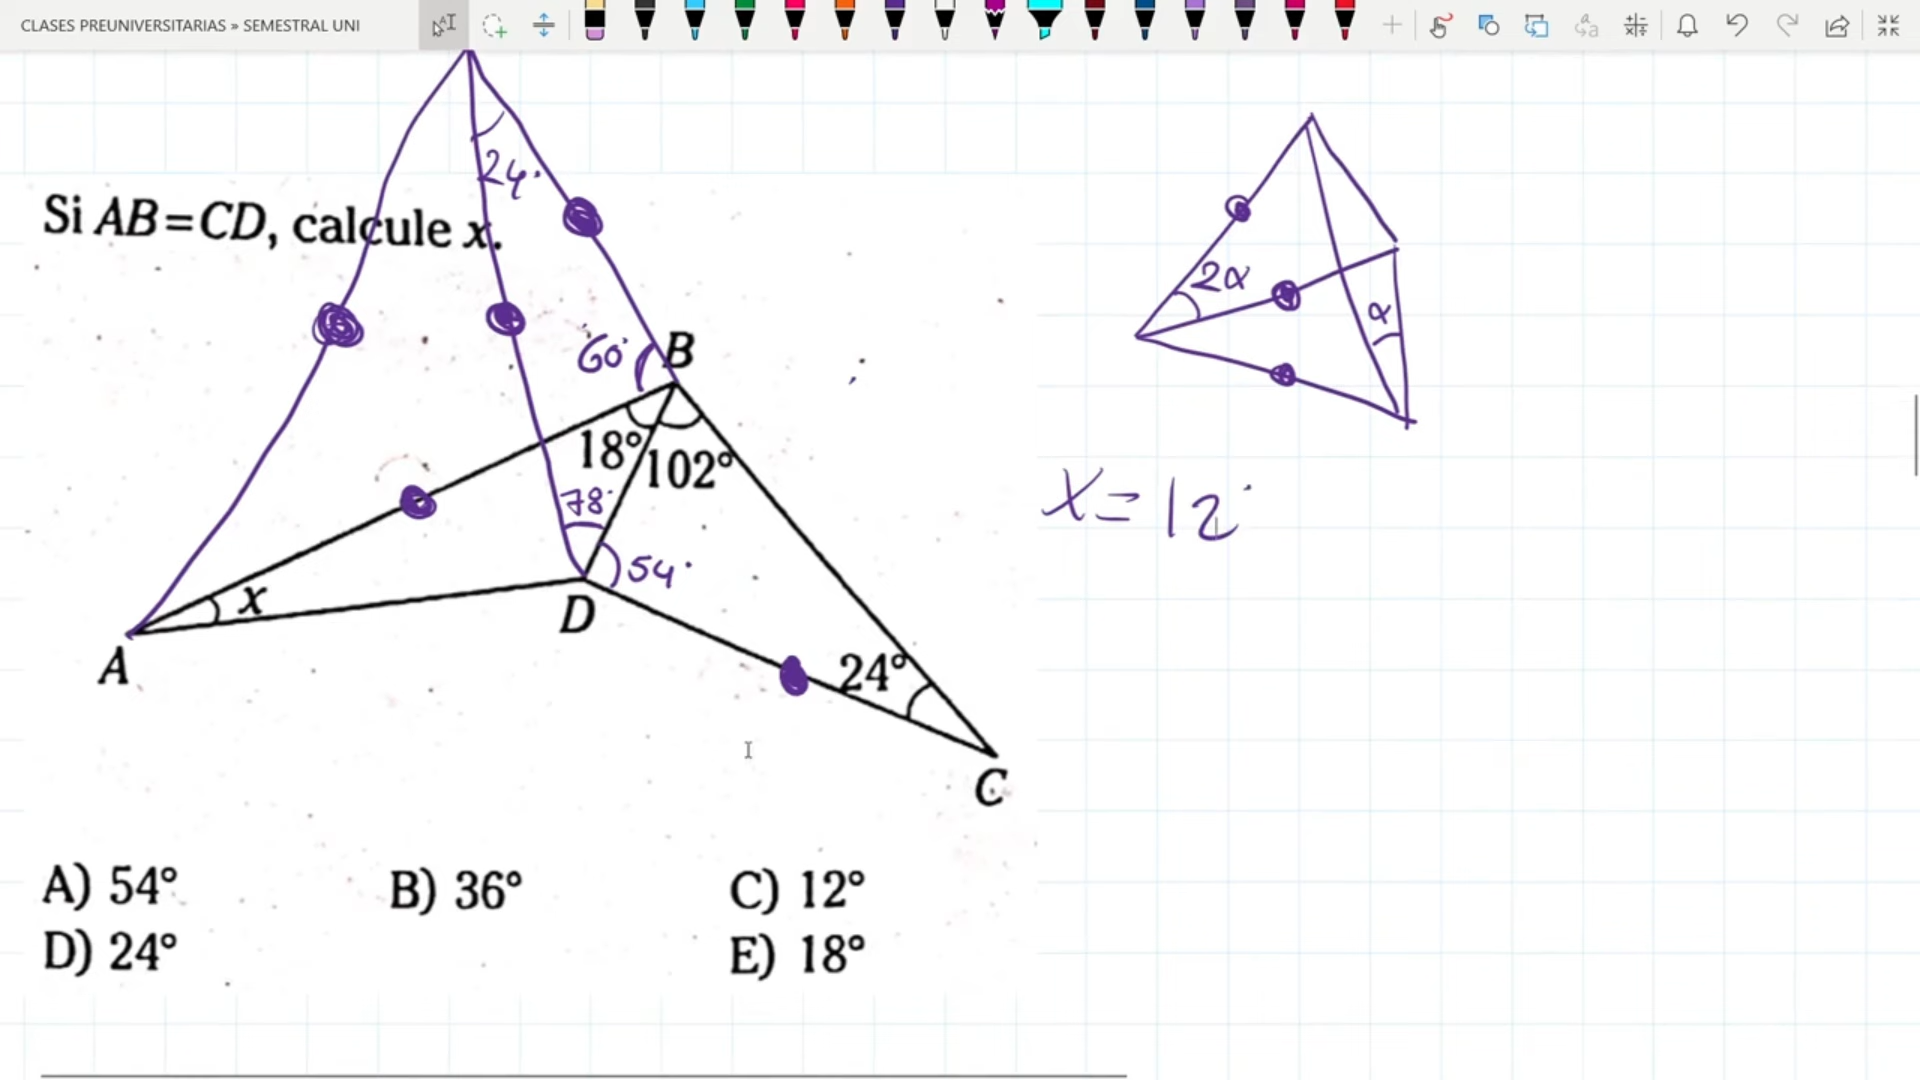 CLASES PREUNIVERSITARIAS » SEMESTRAL UNI
24°
Si AB=CD, calcule x.
2α
α
60°
B
18°
102°
78°
54°
X = 12°
x
D
A
24°
C
A) 54°
B) 36°
C) 12°
D) 24°
E) 18°